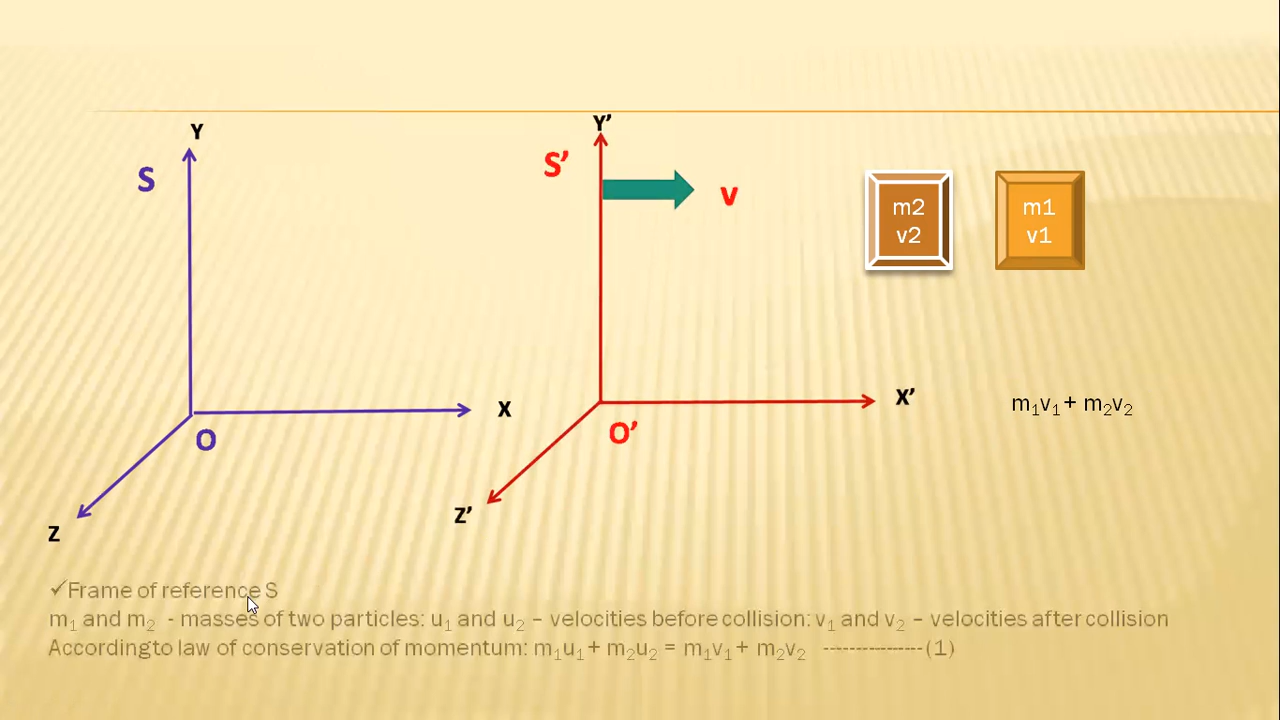 Y
Y’
S
S’
v
m2
v2
m1
v1
X
X’
m₁v₁ + m₂v₂
O
O’
Z
Z’
✓Frame of reference S
m₁ and m₂ - masses of two particles: u₁ and u₂ – velocities before collision: v₁ and v₂ – velocities after collision
Accordingto law of conservation of momentum: m₁u₁ + m₂u₂ = m₁v₁ + m₂v₂ ----------------(1)